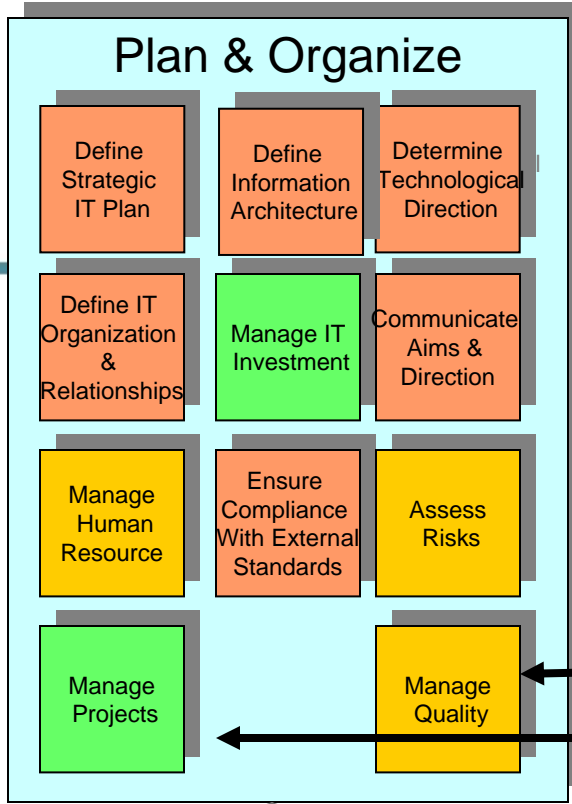 Plan & Organize
Define
Strategic
IT Plan
Define
Information
Architecture
Determine
Technological
Direction
Define IT
Organization
&
Relationships
Manage IT
Investment
Communicate
Aims &
Direction
Manage
Human
Resource
Ensure
Compliance
With External
Standards
Assess
Risks
Manage
Projects
Manage
Quality